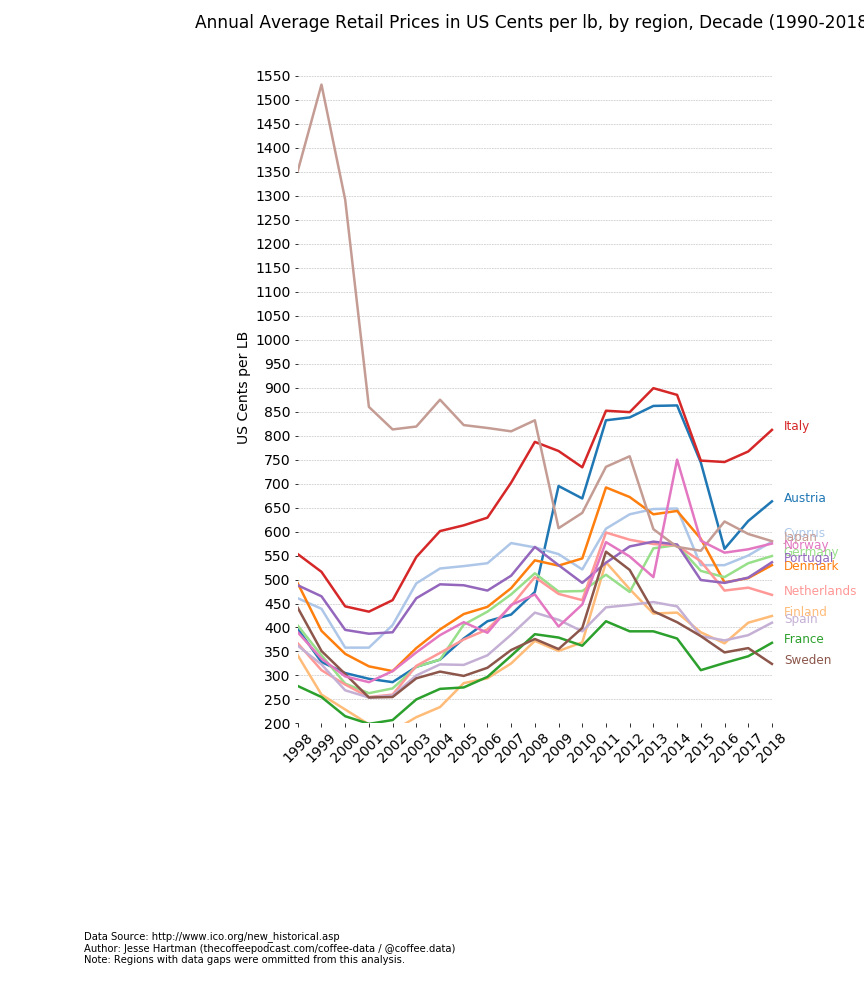 Annual Average Retail Prices in US Cents per lb, by region, Decade (1990-2018
1550
1500
1450
1400
1350
1300
1250
1200
1150
1100
1050
1000
950
900
850
800
750
700
650
600
550
500
450
400
350
300
250
200
US Cents per LB
Italy
Austria
Cyprus
Japan
Norway
Germany
Portugal
Denmark
Netherlands
Finland
Spain
France
Sweden
1998 1999 2000 2001 2002 2003 2004 2005 2006 2007 2008 2009 2010 2011 2012 2013 2014 2015 2016 2017 2018
Data Source: http://www.ico.org/new_historical.asp
Author: Jesse Hartman (thecoffeepodcast.com/coffee-data / @coffee.data)
Note: Regions with data gaps were ommitted from this analysis.